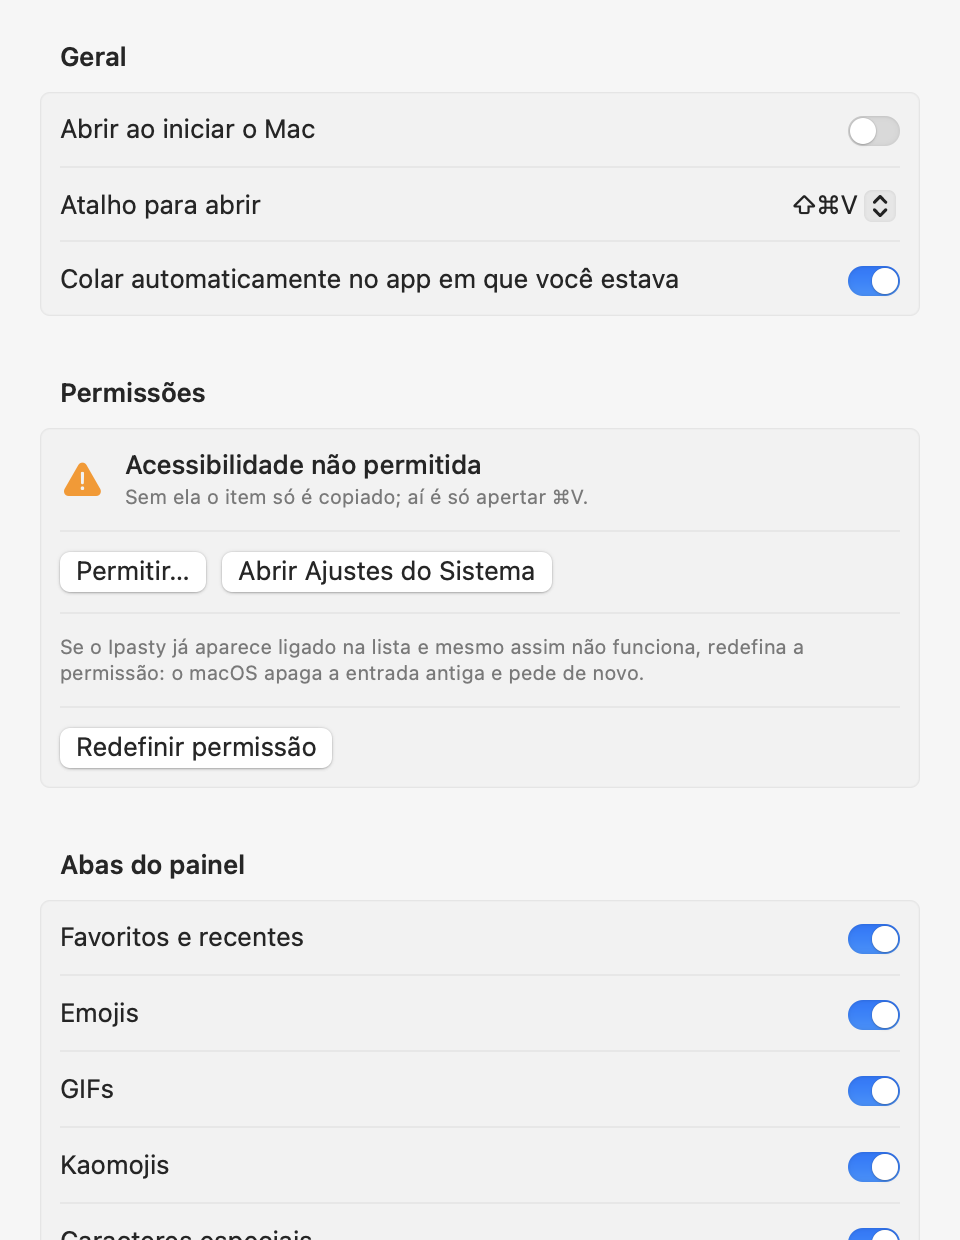 Geral
Abrir ao iniciar o Mac
Atalho para abrir
⇧⌘V
Colar automaticamente no app em que você estava
Permissões
Acessibilidade não permitida
Sem ela o item só é copiado; aí é só apertar ⌘V.
Permitir...
Abrir Ajustes do Sistema
Se o Ipasty já aparece ligado na lista e mesmo assim não funciona, redefina a
permissão: o macOS apaga a entrada antiga e pede de novo.
Redefinir permissão
Abas do painel
Favoritos e recentes
Emojis
GIFs
Kaomojis
Caracteres especiais